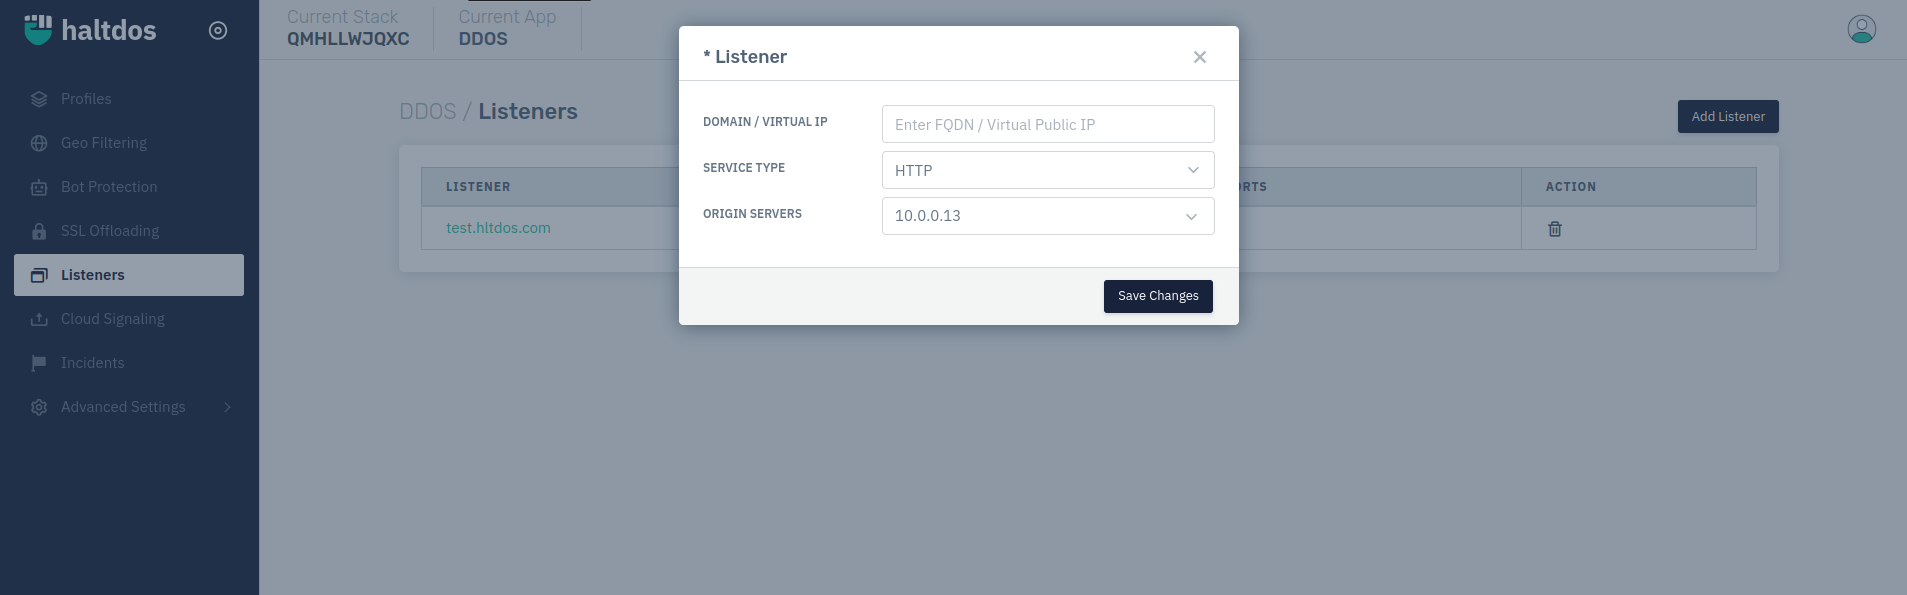 haltdos
Profiles
Geo Filtering
Bot Protection
SSL Offloading
Listeners
Cloud Signaling
Incidents
Advanced Settings
Current Stack
QMHLLWJQXC
Current App
DDOS
DDOS / Listeners
Add Listener
LISTENER
ACTION
test.hltdos.com
* Listener
DOMAIN / VIRTUAL IP
Enter FQDN / Virtual Public IP
SERVICE TYPE
HTTP
ORIGIN SERVERS
10.0.0.13
Save Changes